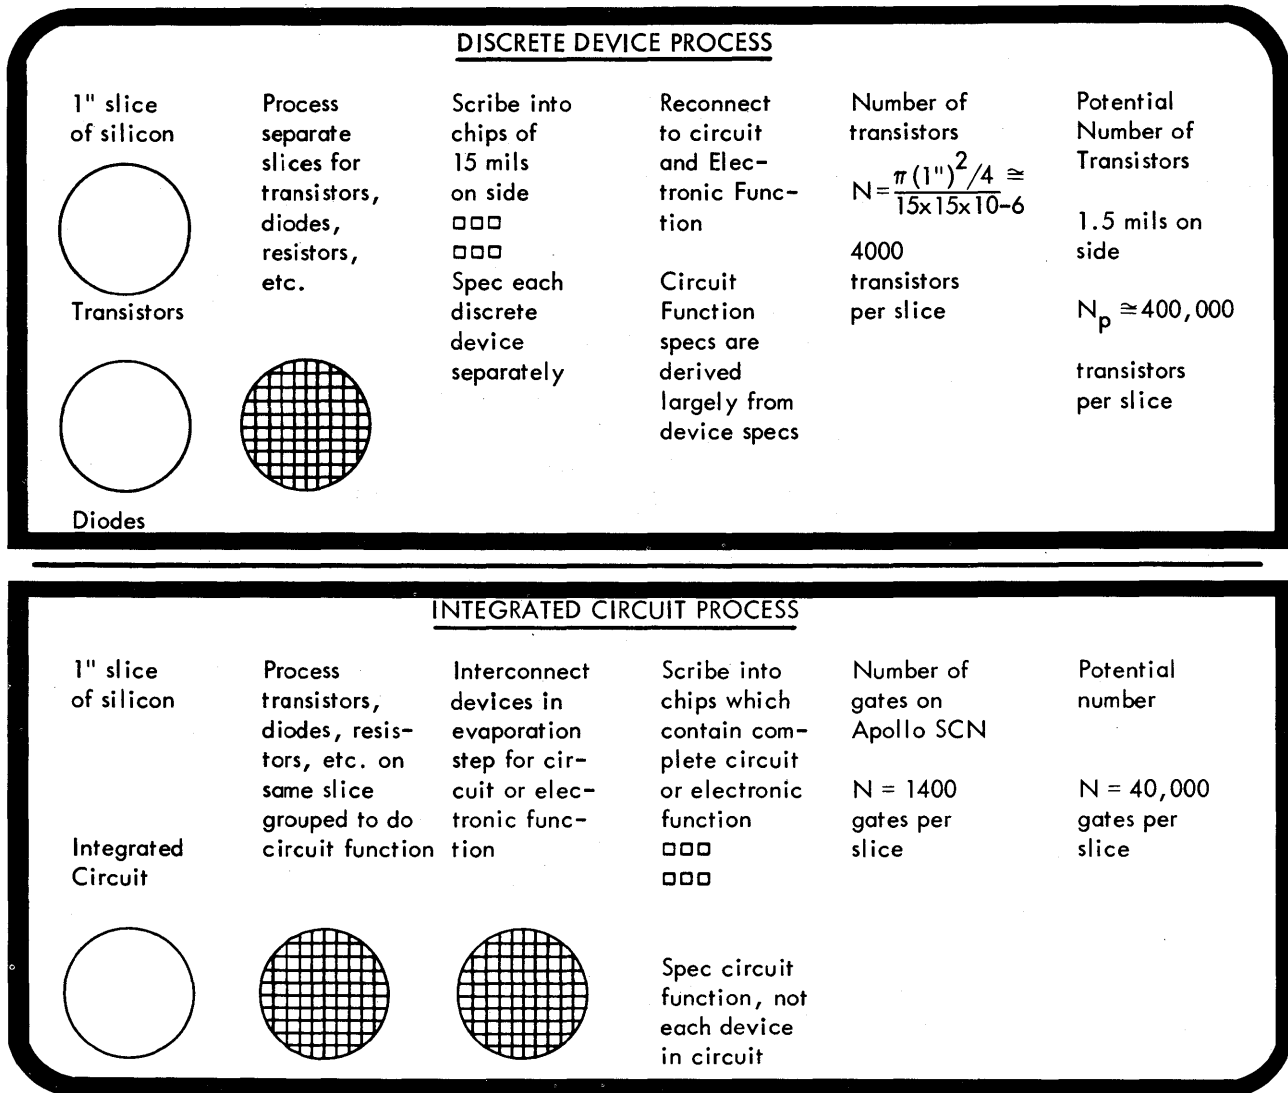 DISCRETE DEVICE PROCESS
1" slice
of silicon
Transistors
Diodes
Process
separate
slices for
transistors,
diodes,
resistors,
etc.
Scribe into
chips of
15 mils
on side
Spec each
discrete
device
separately
Reconnect
to circuit
and Elec-
tronic Func-
tion
Circuit
Function
specs are
derived
largely from
device specs
Number of
transistors
N = π(1")²/4 ≅
15x15x10-6
4000
transistors
per slice
Potential
Number of
Transistors
1.5 mils on
side
Np ≅ 400,000
transistors
per slice
INTEGRATED CIRCUIT PROCESS
1" slice
of silicon
Integrated
Circuit
Process
transistors,
diodes, resis-
tors, etc. on
same slice
grouped to do
circuit function
Interconnect
devices in
evaporation
step for cir-
cuit or elec-
tronic func-
tion
Scribe into
chips which
contain com-
plete circuit
or electronic
function
Spec circuit
function, not
each device
in circuit
Number of
gates on
Apollo SCN
N = 1400
gates per
slice
Potential
number
N = 40,000
gates per
slice